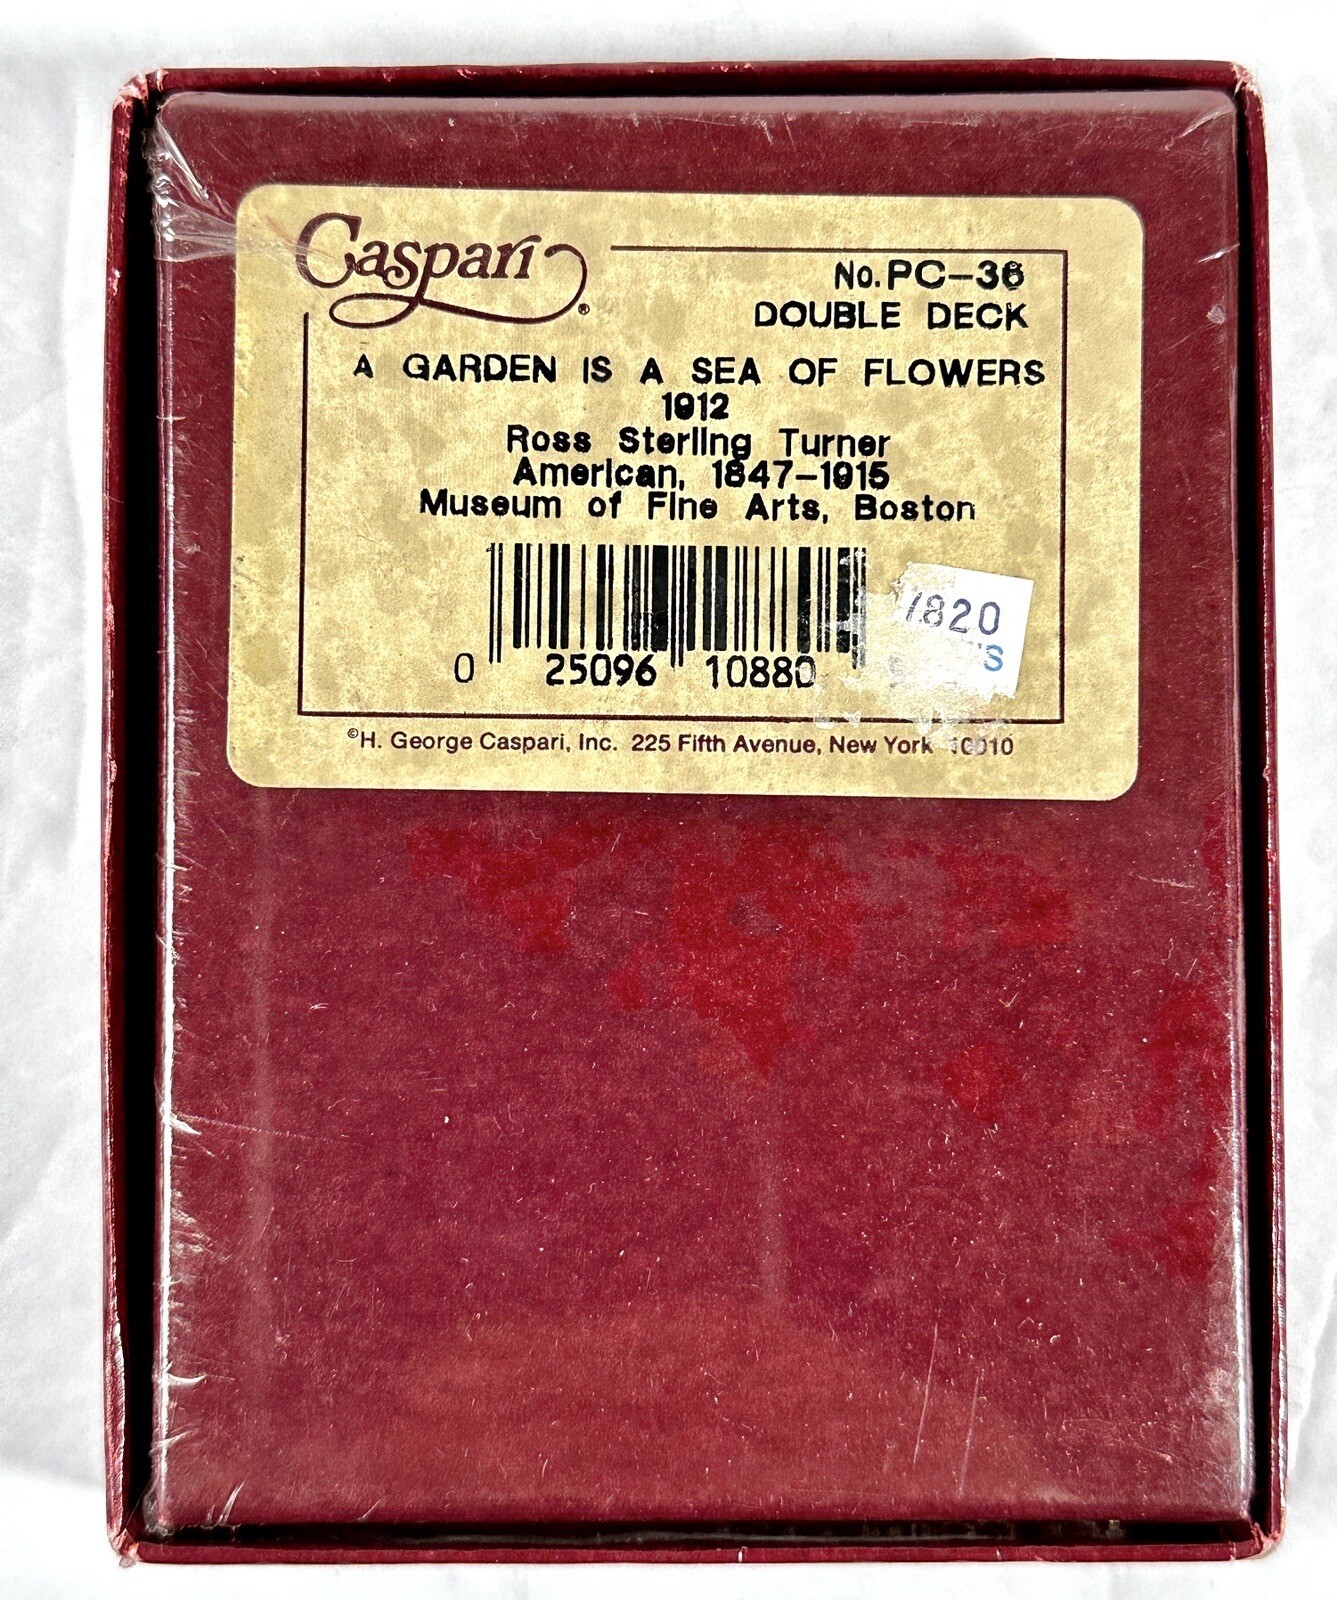 Caspari®
No. PC-36
DOUBLE DECK
A GARDEN IS A SEA OF FLOWERS
1912
Ross Sterling Turner
American, 1847-1915
Museum of Fine Arts, Boston
0 25096 10880
820
©H. George Caspari, Inc. 225 Fifth Avenue, New York 10010